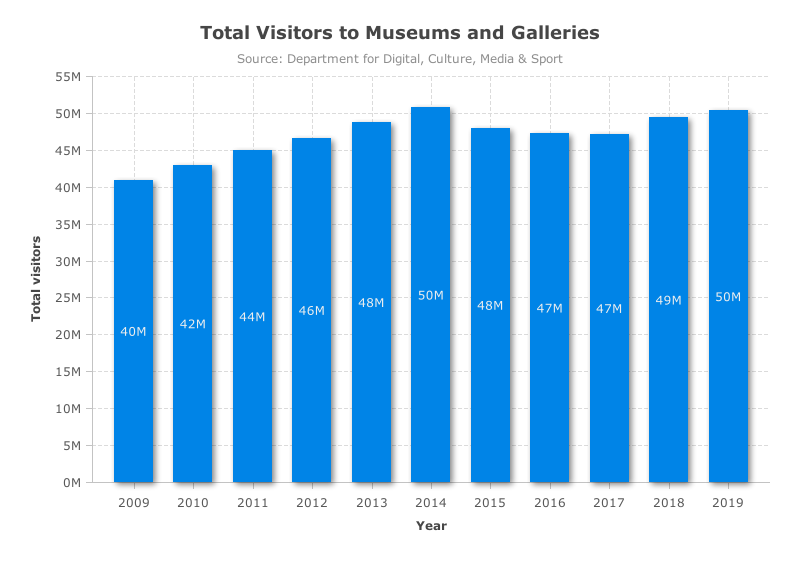 Total Visitors to Museums and Galleries
Source: Department for Digital, Culture, Media & Sport
55M
50M
45M
40M
35M
30M
25M
20M
15M
10M
5M
0M
Total visitors
40M
42M
44M
46M
48M
50M
48M
47M
47M
49M
50M
2009 2010 2011 2012 2013 2014 2015 2016 2017 2018 2019
Year